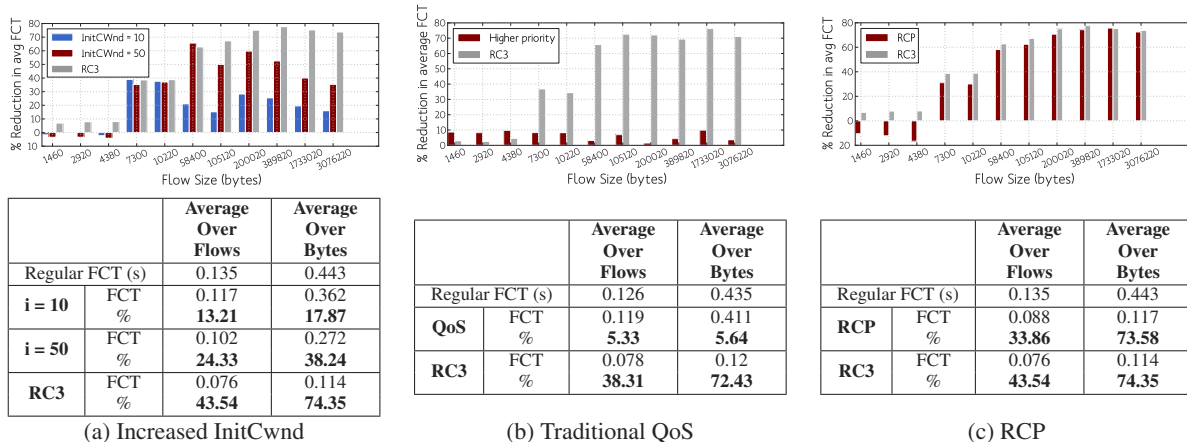 % Reduction in avg FCT
80
70
60
50
40
30
20
10
0
10
InitCWnd = 10
InitCWnd = 50
RC3
1460
2920
4380
7300
10220
58400
105120
200020
389820
1733020
3076220
Flow Size (bytes)
Average Over Flows
Average Over Bytes
Regular FCT (s) 0.135 0.443
i = 10 FCT 0.117 0.362
% 13.21 17.87
i = 50 FCT 0.102 0.272
% 24.33 38.24
RC3 FCT 0.076 0.114
% 43.54 74.35
(a) Increased InitCwnd
% Reduction in average FCT
80
70
60
50
40
30
20
10
0
Higher priority
RC3
1460
2920
4380
7300
10220
58400
105120
200020
389820
1733020
3076220
Flow Size (bytes)
Average Over Flows
Average Over Bytes
Regular FCT (s) 0.126 0.435
QoS FCT 0.119 0.411
% 5.33 5.64
RC3 FCT 0.078 0.12
% 38.31 72.43
(b) Traditional QoS
% Reduction in avg FCT
80
60
40
20
0
20
RCP
RC3
1460
2920
4380
7300
10220
58400
105120
200020
389820
1733020
3076220
Flow Size (bytes)
Average Over Flows
Average Over Bytes
Regular FCT (s) 0.135 0.443
RCP FCT 0.088 0.117
% 33.86 73.58
RC3 FCT 0.076 0.114
% 43.54 74.35
(c) RCP